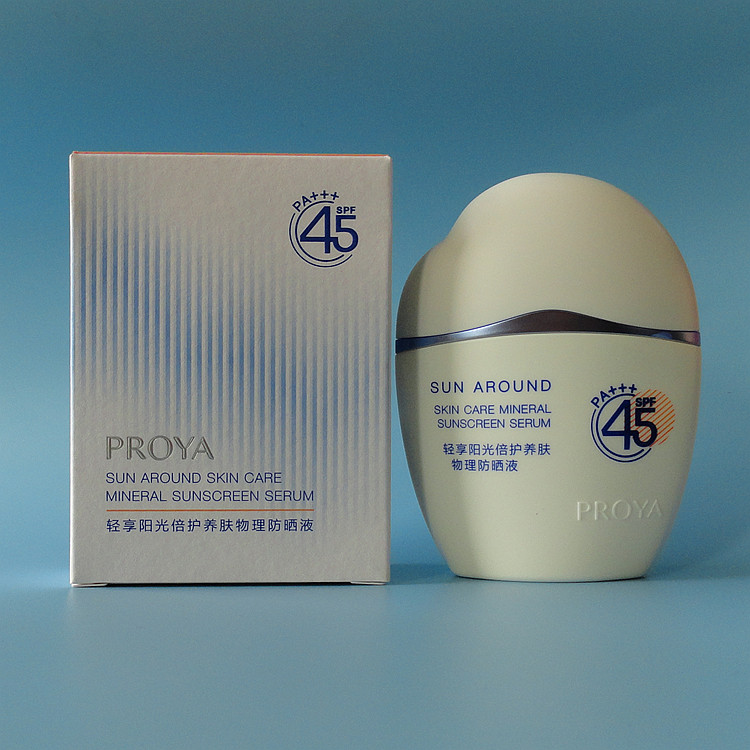 PA+++
SPF
45
PROYA
SUN AROUND SKIN CARE
MINERAL SUNSCREEN SERUM
轻享阳光倍护养肤物理防晒液
SUN AROUND
SKIN CARE MINERAL
SUNSCREEN SERUM
轻享阳光倍护养肤
物理防晒液
PA+++
SPF
45
PROYA